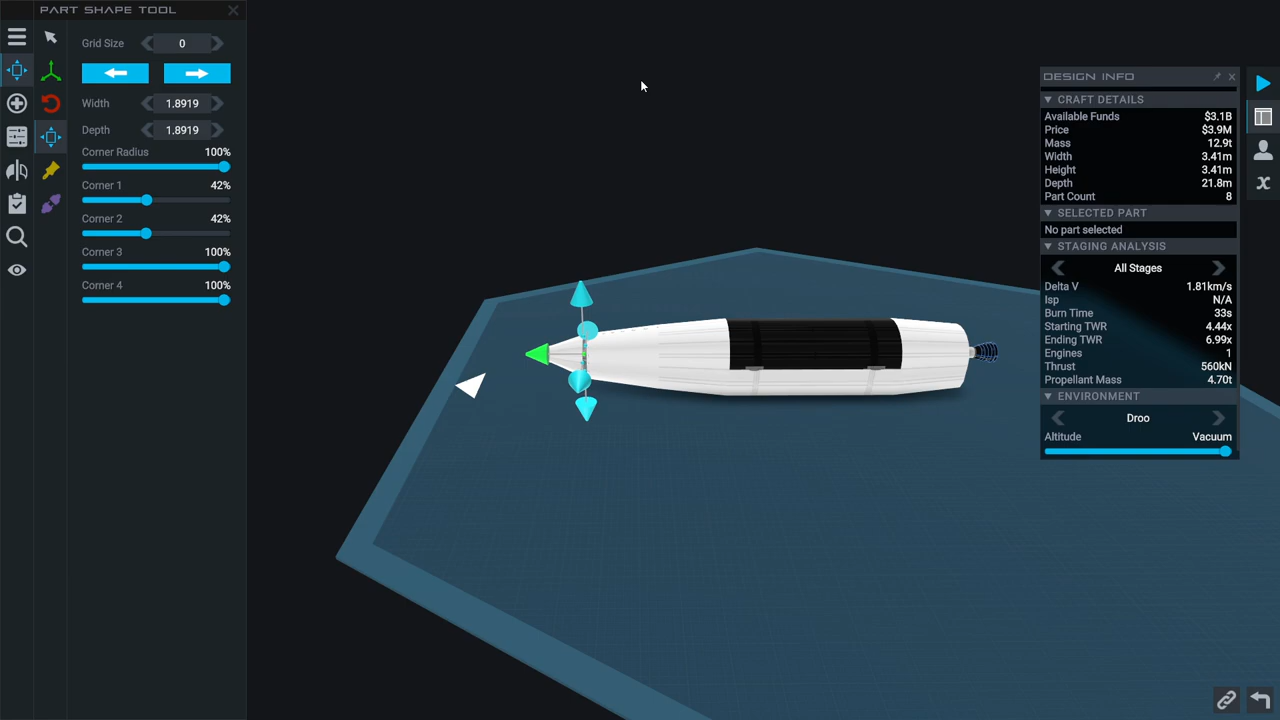 PART SHAPE TOOL
Grid Size 0
Width 1.8919
Depth 1.8919
Corner Radius 100%
Corner 1 42%
Corner 2 42%
Corner 3 100%
Corner 4 100%
DESIGN INFO
CRAFT DETAILS
Available Funds $3.1B
Price $3.9M
Mass 12.9t
Width 3.41m
Height 3.41m
Depth 21.8m
Part Count 8
SELECTED PART
No part selected
STAGING ANALYSIS
All Stages
Delta V 1.81km/s
Isp N/A
Burn Time 33s
Starting TWR 4.44x
Ending TWR 6.99x
Engines 1
Thrust 560kN
Propellant Mass 4.70t
ENVIRONMENT
Droo
Altitude Vacuum